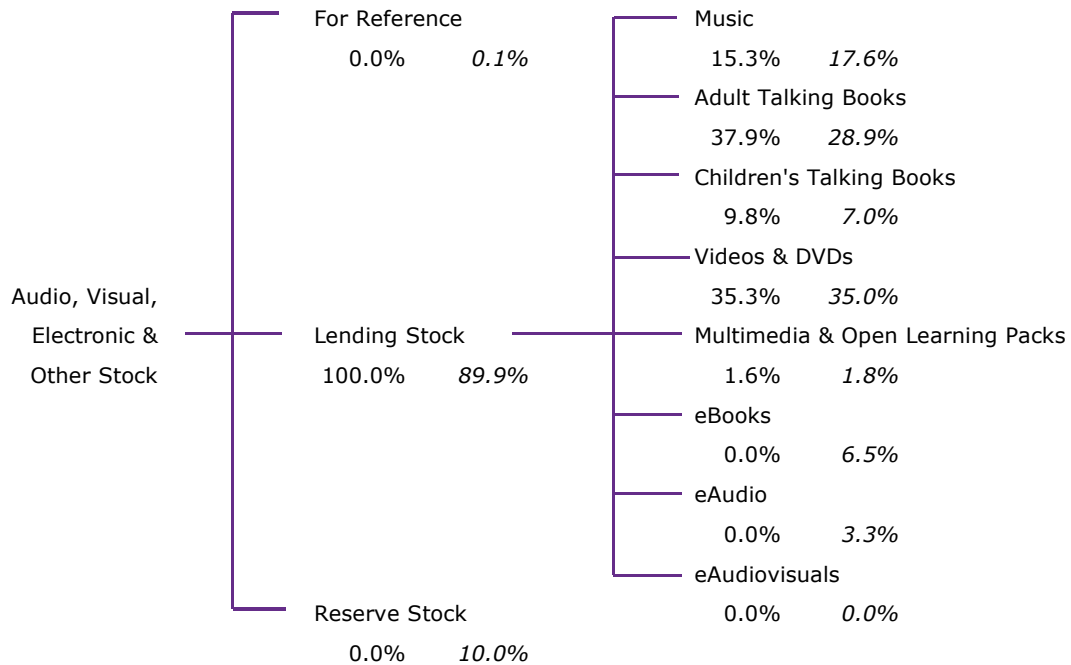 Audio, Visual,
Electronic &
Other Stock
For Reference
0.0% 0.1%
Lending Stock
100.0% 89.9%
Reserve Stock
0.0% 10.0%
Music
15.3% 17.6%
Adult Talking Books
37.9% 28.9%
Children's Talking Books
9.8% 7.0%
Videos & DVDs
35.3% 35.0%
Multimedia & Open Learning Packs
1.6% 1.8%
eBooks
0.0% 6.5%
eAudio
0.0% 3.3%
eAudiovisuals
0.0% 0.0%